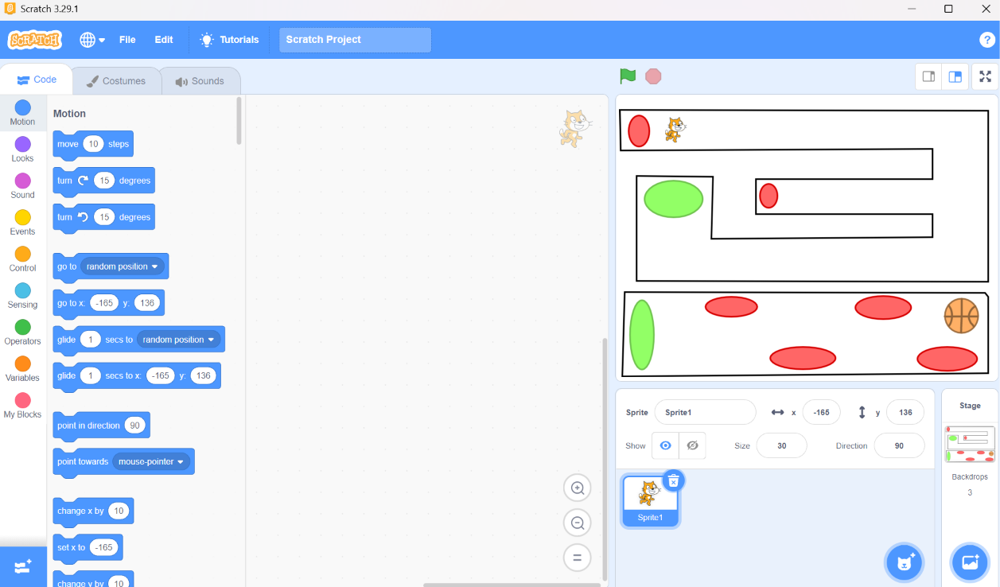 Scratch 3.29.1
SCRATCH File Edit Tutorials Scratch Project ?
Code Costumes Sounds
Motion
Looks
Sound
Events
Control
Sensing
Operators
Variables
My Blocks
Motion
move 10 steps
turn 15 degrees
turn 15 degrees
go to random position
go to x: -165 y: 136
glide 1 secs to random position
glide 1 secs to x: -165 y: 136
point in direction 90
point towards mouse-pointer
change x by 10
set x to -165
change y by 10
Sprite Sprite1 x -165 y 136
Show Size 30 Direction 90
Sprite1
Stage
Backdrops
3